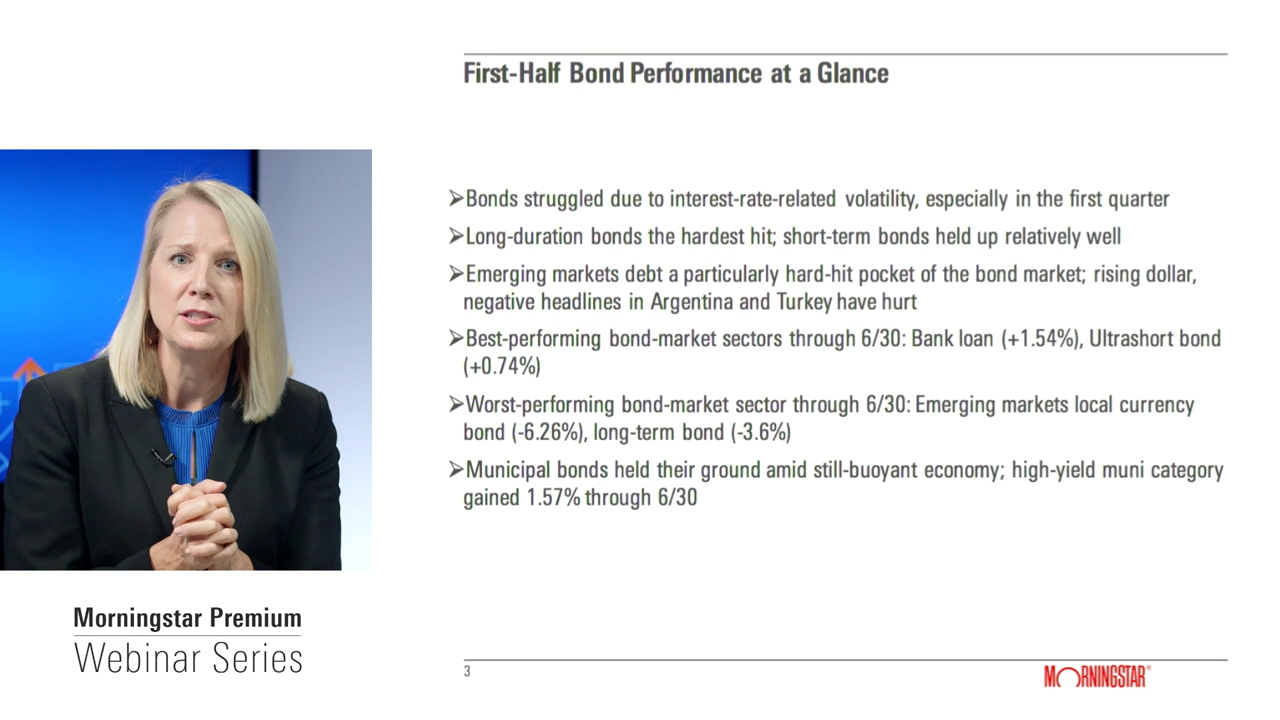 First-Half Bond Performance at a Glance
➢Bonds struggled due to interest-rate-related volatility, especially in the first quarter
➢Long-duration bonds the hardest hit; short-term bonds held up relatively well
➢Emerging markets debt a particularly hard-hit pocket of the bond market; rising dollar,
negative headlines in Argentina and Turkey have hurt
➢Best-performing bond-market sectors through 6/30: Bank loan (+1.54%), Ultrashort bond
(+0.74%)
➢Worst-performing bond-market sector through 6/30: Emerging markets local currency
bond (-6.26%), long-term bond (-3.6%)
➢Municipal bonds held their ground amid still-buoyant economy; high-yield muni category
gained 1.57% through 6/30
Morningstar Premium
Webinar Series
3
MORNINGSTAR®